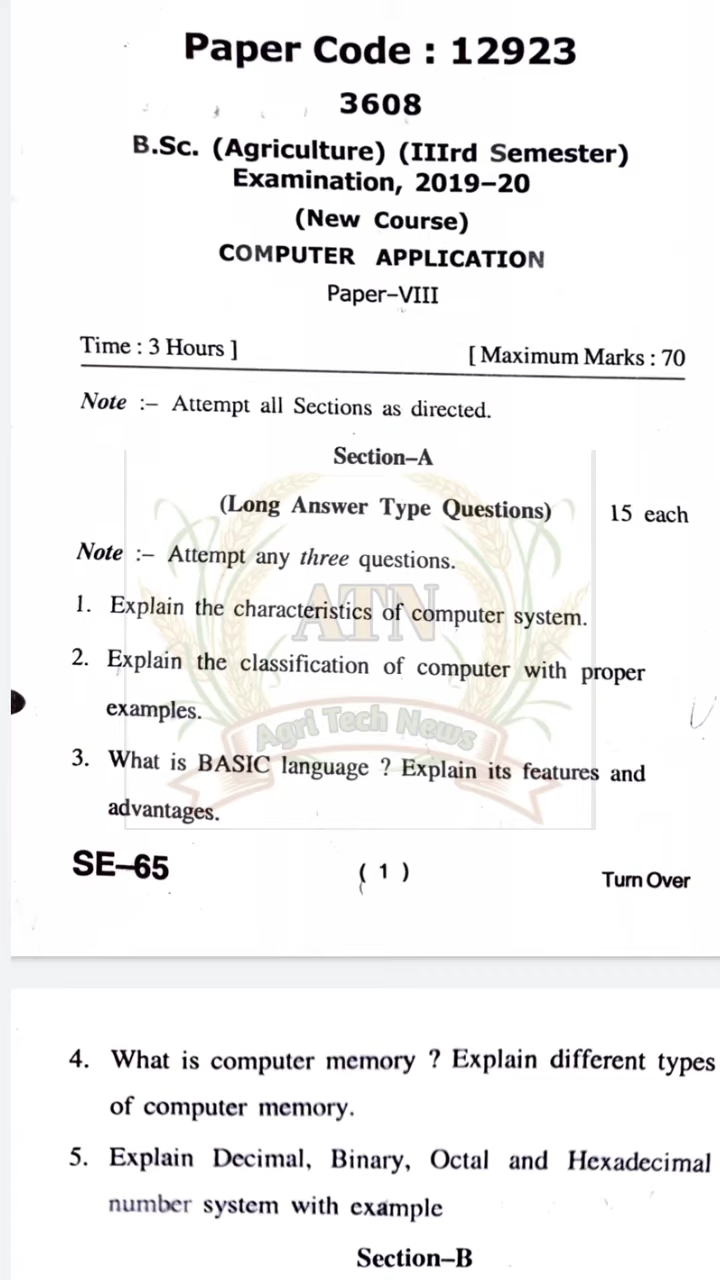 Paper Code : 12923
3608
B.Sc. (Agriculture) (IIIrd Semester)
Examination, 2019–20
(New Course)
COMPUTER APPLICATION
Paper–VIII
Time : 3 Hours ]
[ Maximum Marks : 70
Note :– Attempt all Sections as directed.
Section–A
(Long Answer Type Questions) 15 each
Note :– Attempt any three questions.
1. Explain the characteristics of computer system.
ATN
2. Explain the classification of computer with proper
examples.
Agri Tech News
3. What is BASIC language ? Explain its features and
advantages.
SE–65
( 1 )
Turn Over
4. What is computer memory ? Explain different types
of computer memory.
5. Explain Decimal, Binary, Octal and Hexadecimal
number system with example
Section–B